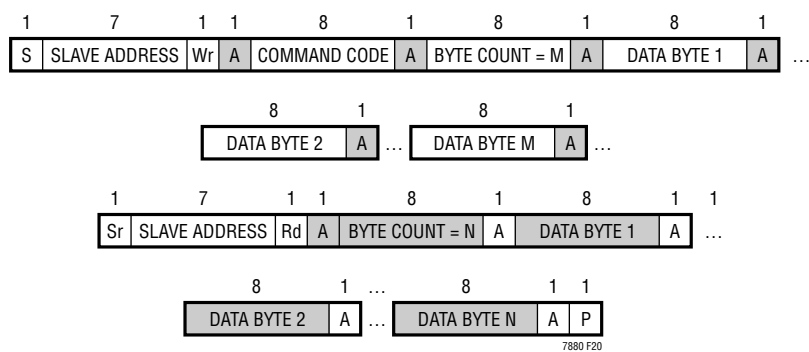 1 7 1 1 8 1 8 1 8 1
S SLAVE ADDRESS Wr A COMMAND CODE A BYTE COUNT = M A DATA BYTE 1 A …
8 1 8 1
DATA BYTE 2 A … DATA BYTE M A …
1 7 1 1 8 1 8 1 1
Sr SLAVE ADDRESS Rd A BYTE COUNT = N A DATA BYTE 1 A …
8 1 … 8 1 1
DATA BYTE 2 A … DATA BYTE N A P
7880 F20